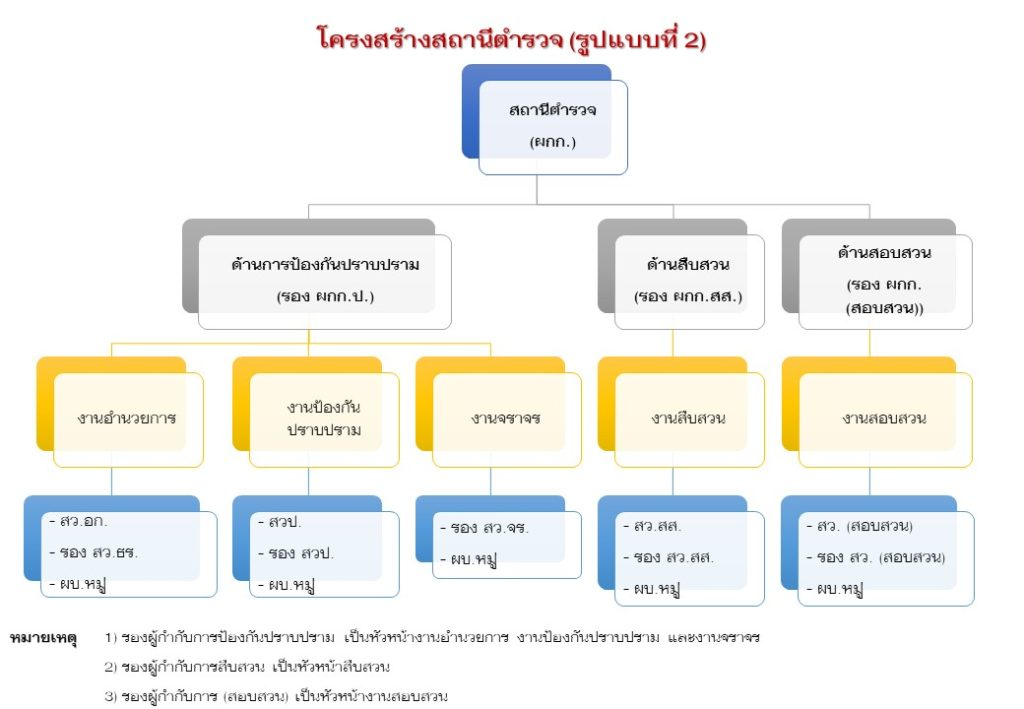 โครงสร้างสถานีตำรวจ (รูปแบบที่ 2)
สถานีตำรวจ
(ผกก.)
ด้านการป้องกันปราบปราม
(รอง ผกก.ป.)
ด้านสืบสวน
(รอง ผกก.สส.)
ด้านสอบสวน
(รอง ผกก.
(สอบสวน))
งานอำนวยการ
งานป้องกัน
ปราบปราม
งานจราจร
งานสืบสวน
งานสอบสวน
- สว.อก.
- รอง สว.ธร.
- ผบ.หมู่
- สวป.
- รอง สวป.
- ผบ.หมู่
- รอง สว.จร.
- ผบ.หมู่
- สว.สส.
- รอง สว.สส.
- ผบ.หมู่
- สว. (สอบสวน)
- รอง สว. (สอบสวน)
- ผบ.หมู่
หมายเหตุ 1) รองผู้กำกับการป้องกันปราบปราม เป็นหัวหน้างานอำนวยการ งานป้องกันปราบปราม และงานจราจร
2) รองผู้กำกับการสืบสวน เป็นหัวหน้าสืบสวน
3) รองผู้กำกับการ (สอบสวน) เป็นหัวหน้างานสอบสวน